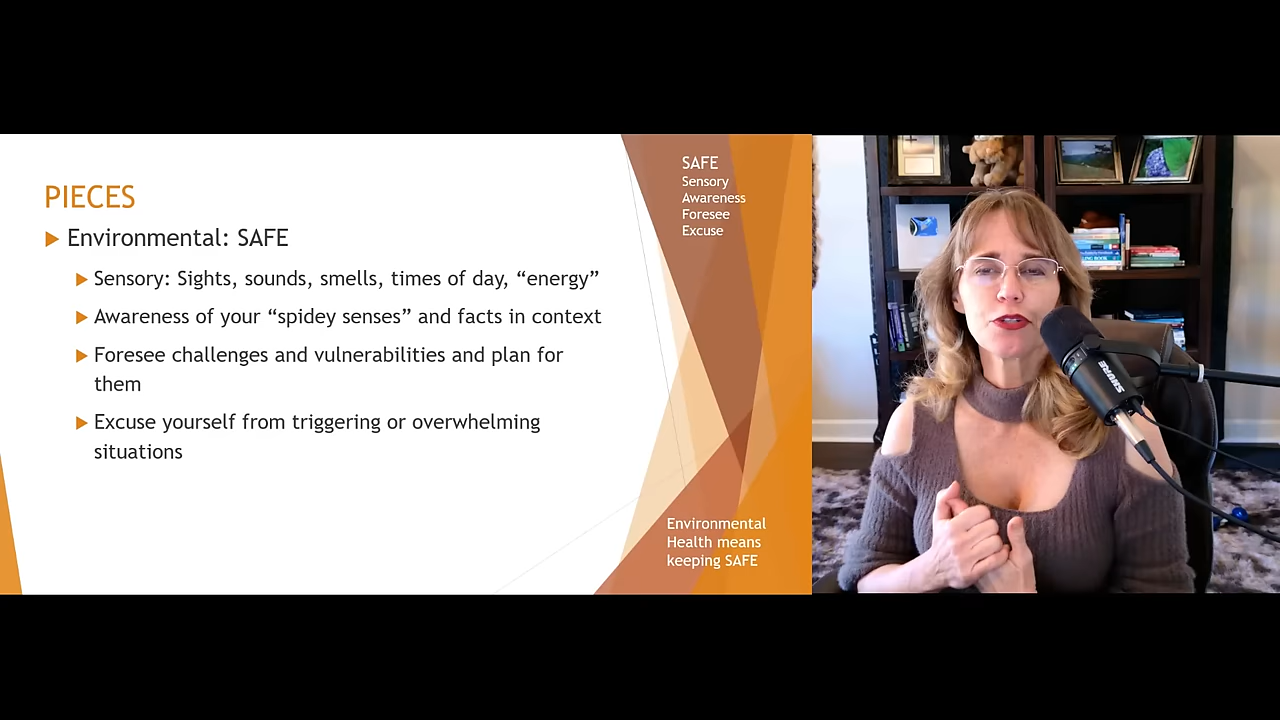 PIECES
Environmental: SAFE
Sensory: Sights, sounds, smells, times of day, “energy”
Awareness of your “spidey senses” and facts in context
Foresee challenges and vulnerabilities and plan for
them
Excuse yourself from triggering or overwhelming
situations
SAFE
Sensory
Awareness
Foresee
Excuse
Environmental
Health means
keeping SAFE
SHURE